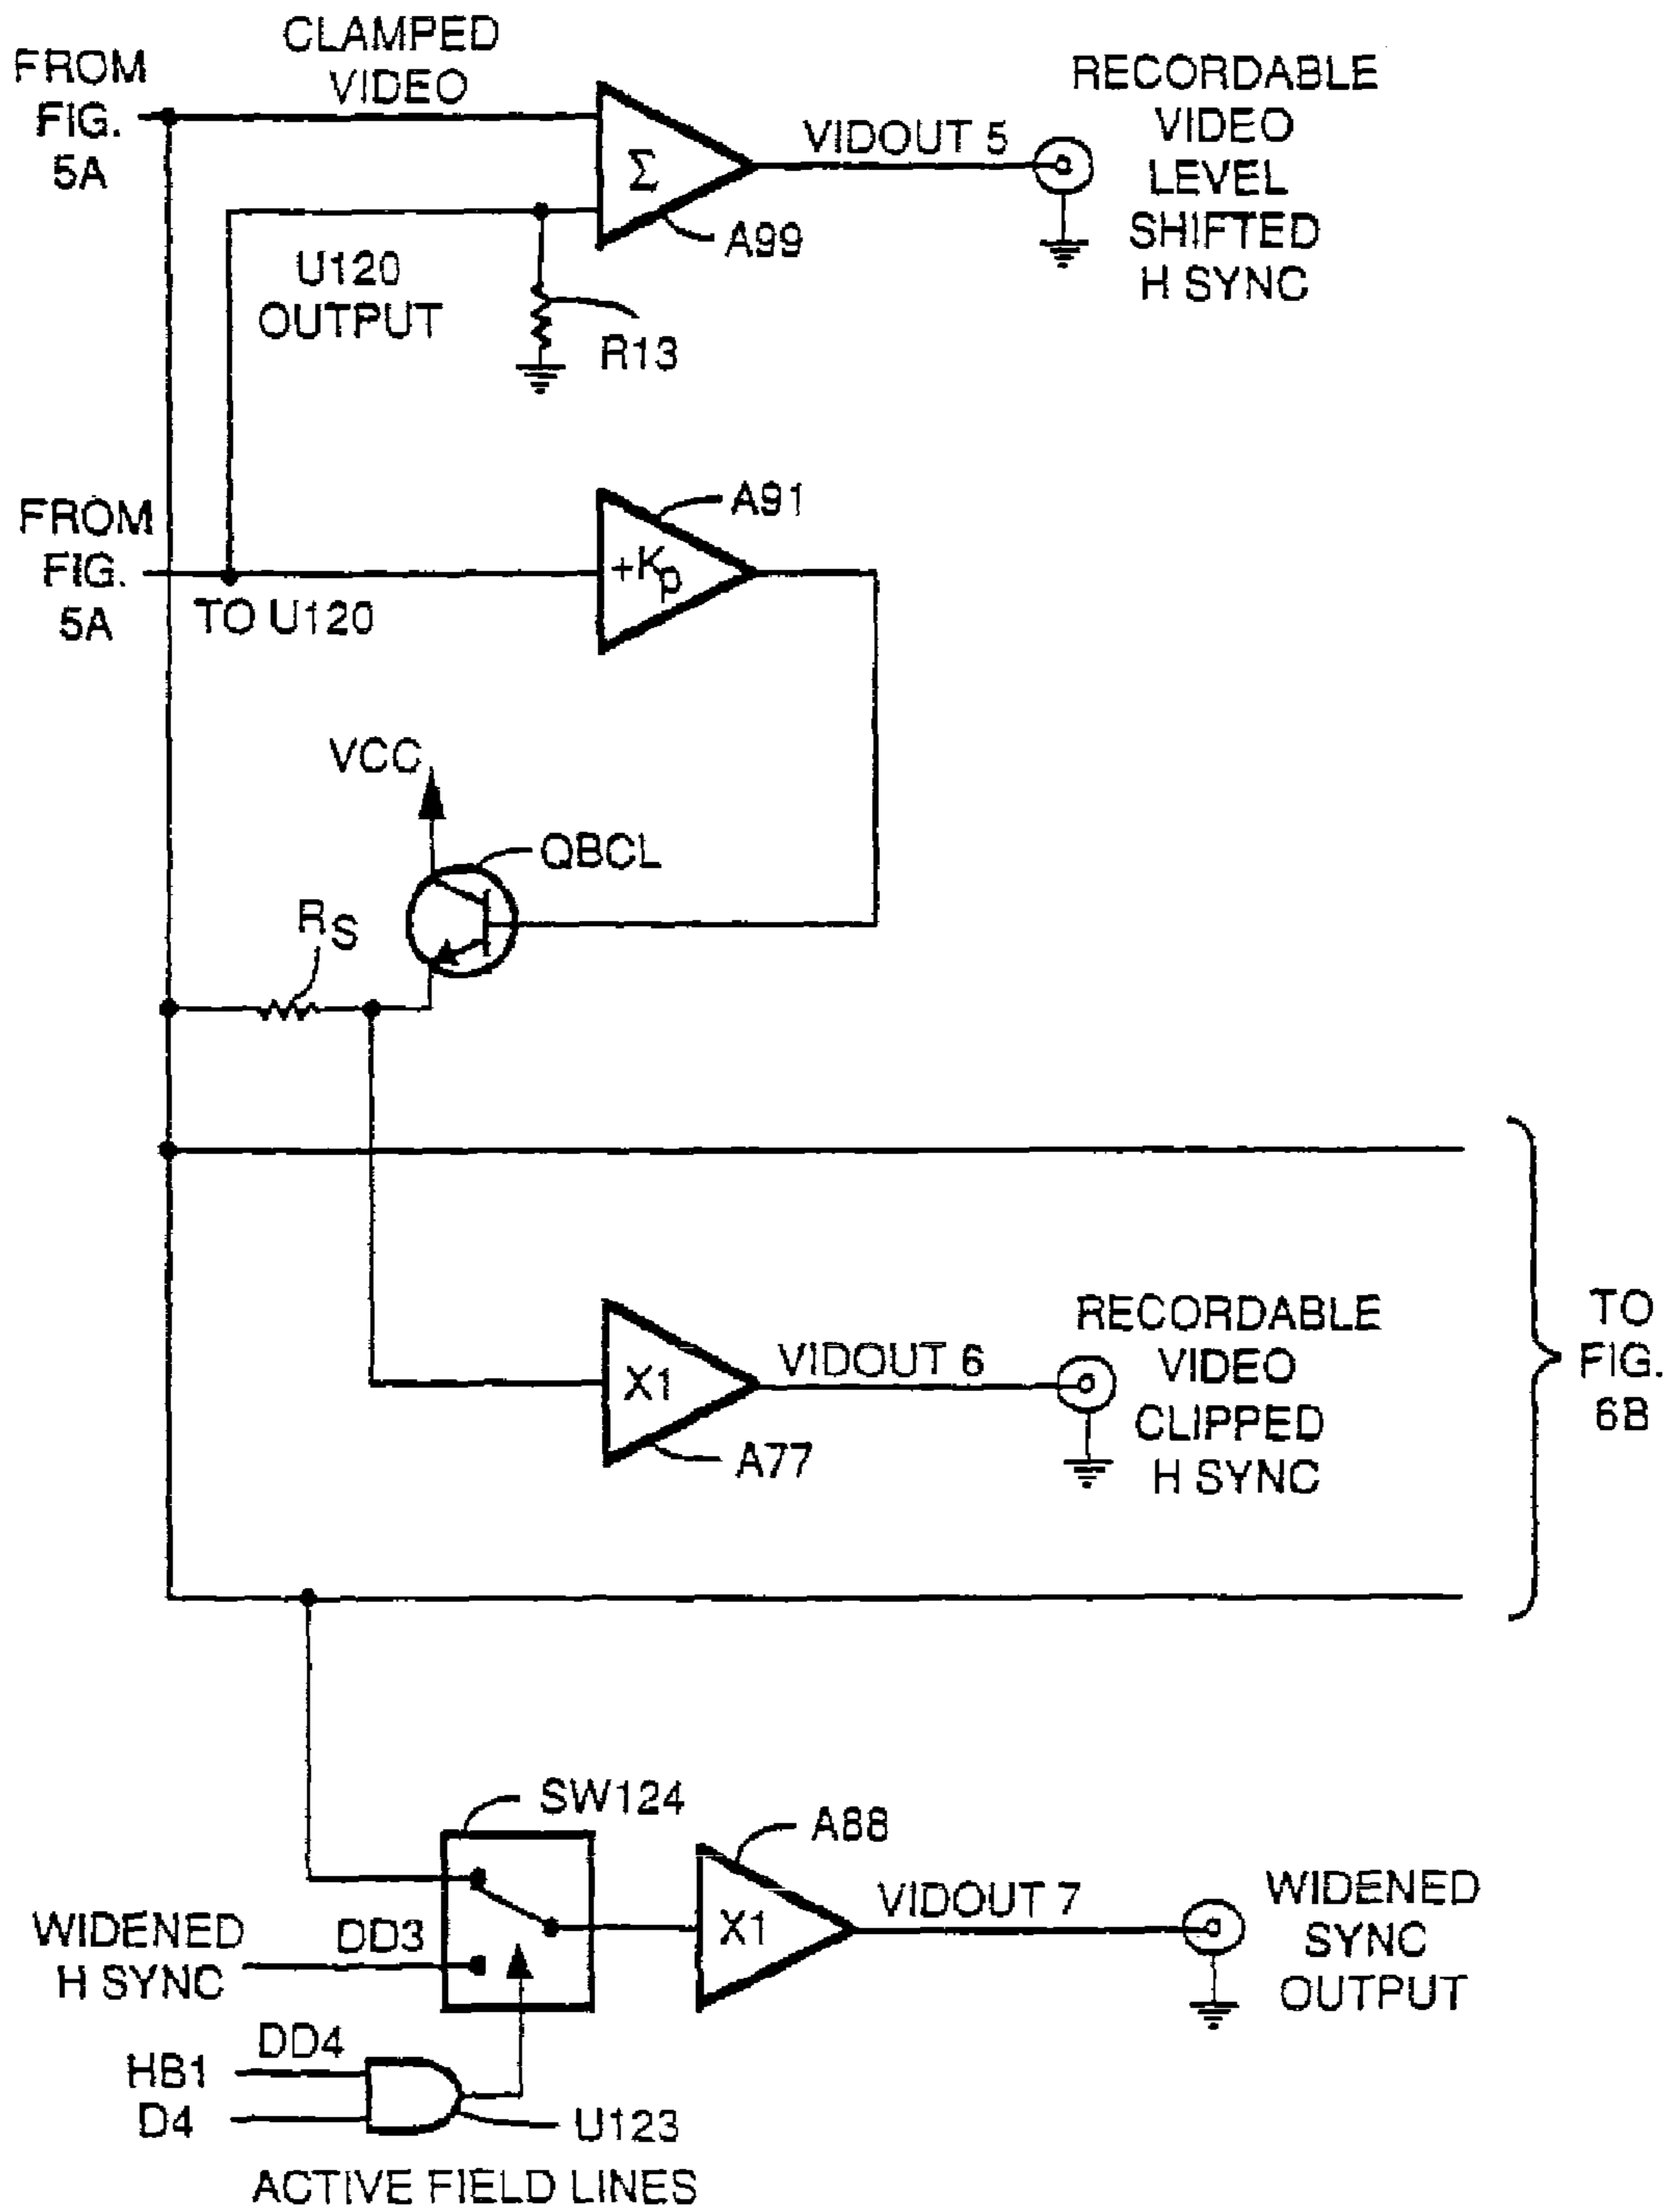 FROM
FIG.
5A
CLAMPED
VIDEO
Σ
A99
VIDOUT 5
RECORDABLE
VIDEO
LEVEL
SHIFTED
H SYNC
U120
OUTPUT
R13
FROM
FIG.
5A
TO U120
+Kp
A91
VCC
QBCL
RS
X1
A77
VIDOUT 6
RECORDABLE
VIDEO
CLIPPED
H SYNC
TO
FIG.
6B
SW124
A88
X1
VIDOUT 7
WIDENED
SYNC
OUTPUT
WIDENED
H SYNC
DD3
DD4
HB1
D4
U123
ACTIVE FIELD LINES